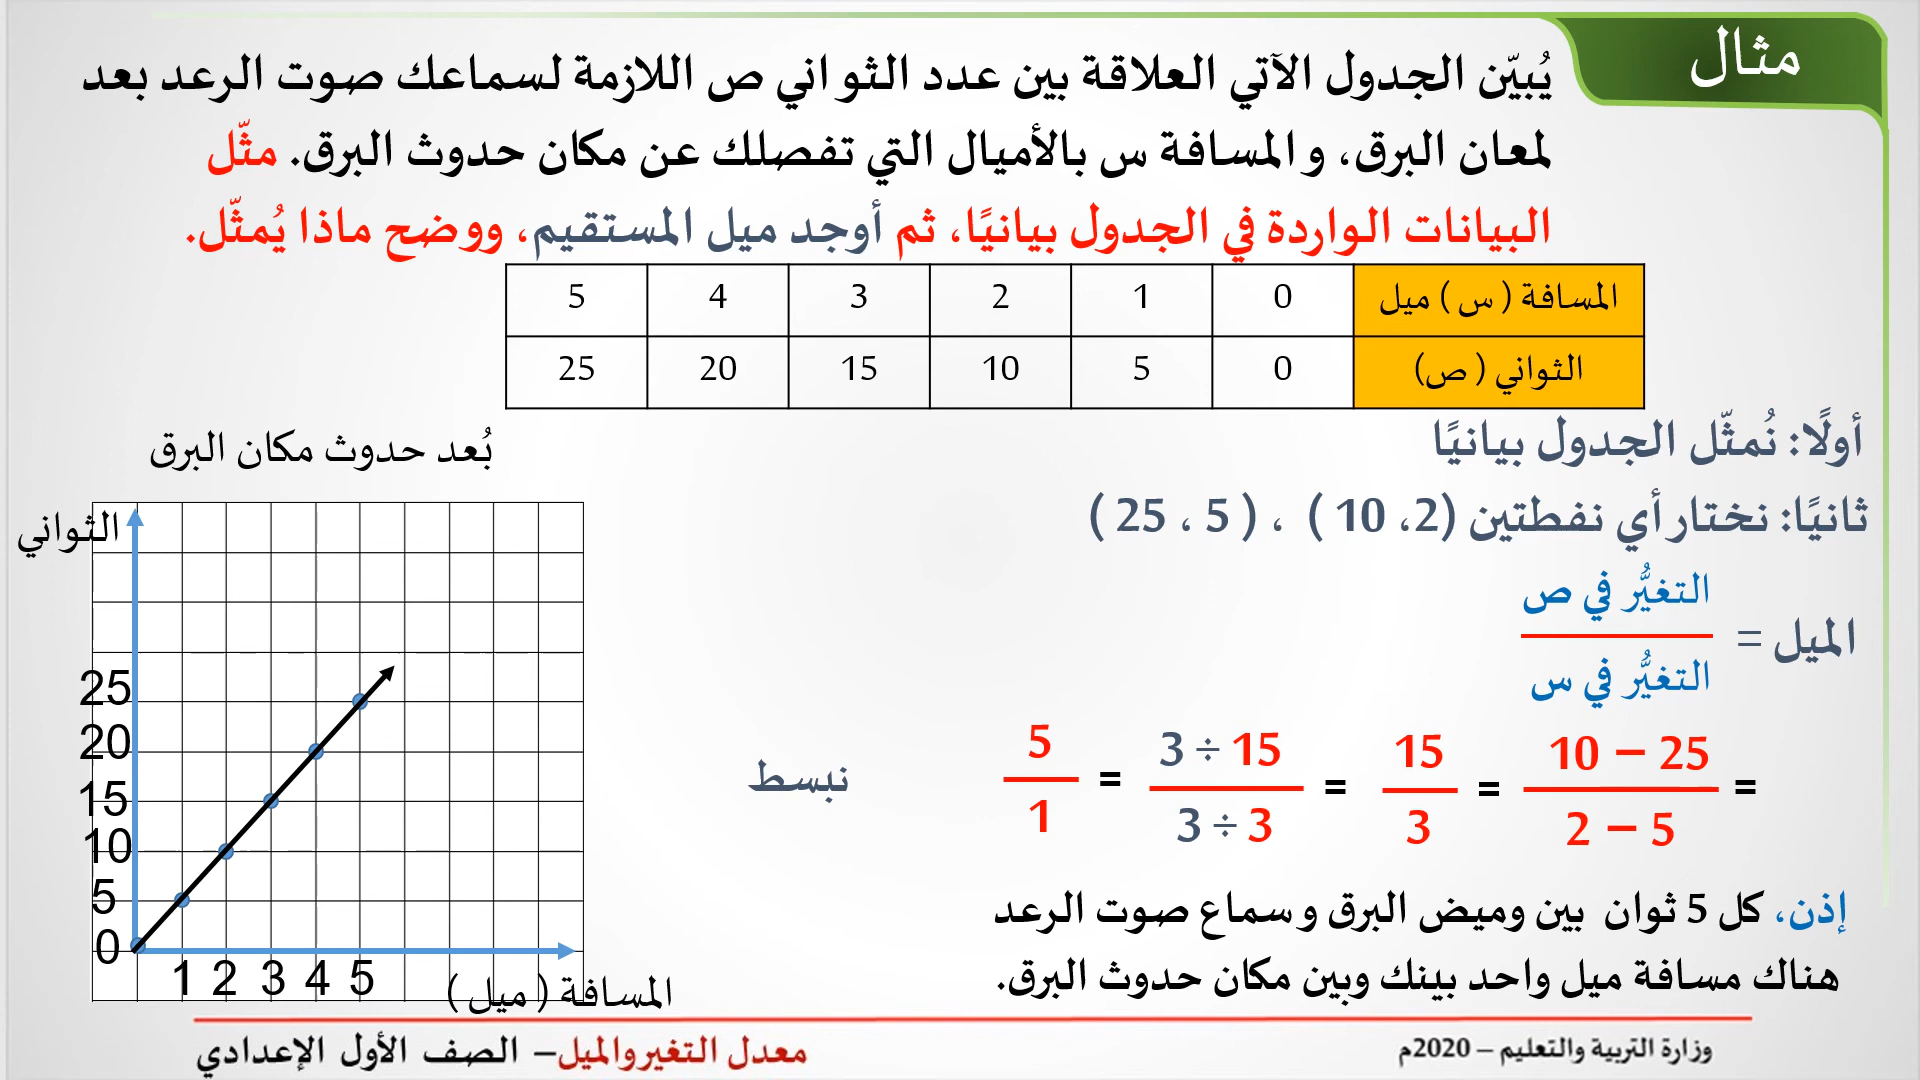 مثال
يُبيّن الجدول الآتي العلاقة بين عدد الثواني ص اللازمة لسماعك صوت الرعد بعد
لمعان البرق، والمسافة س بالأميال التي تفصلك عن مكان حدوث البرق. مثّل
البيانات الواردة في الجدول بيانيًا، ثم أوجد ميل المستقيم، ووضح ماذا يُمثّل.
المسافة ( س ) ميل 0 1 2 3 4 5
الثواني ( ص) 0 5 10 15 20 25
أولًا: نُمثّل الجدول بيانيًا
ثانيًا: نختار أي نفطتين (2، 10 ) ، ( 5 ، 25 )
الميل = التغيُّر في ص
التغيُّر في س
= 25 − 10 = 15 = 15 ÷ 3 = 5
5 − 2 3 3 ÷ 3 1
نبسط
إذن، كل 5 ثوان بين وميض البرق وسماع صوت الرعد
هناك مسافة ميل واحد بينك وبين مكان حدوث البرق.
بُعد حدوث مكان البرق
الثواني
25
20
15
10
5
0
1 2 3 4 5
المسافة ( ميل )
وزارة التربية والتعليم – 2020م
معدل التغير والميل– الصف الأول الإعدادي